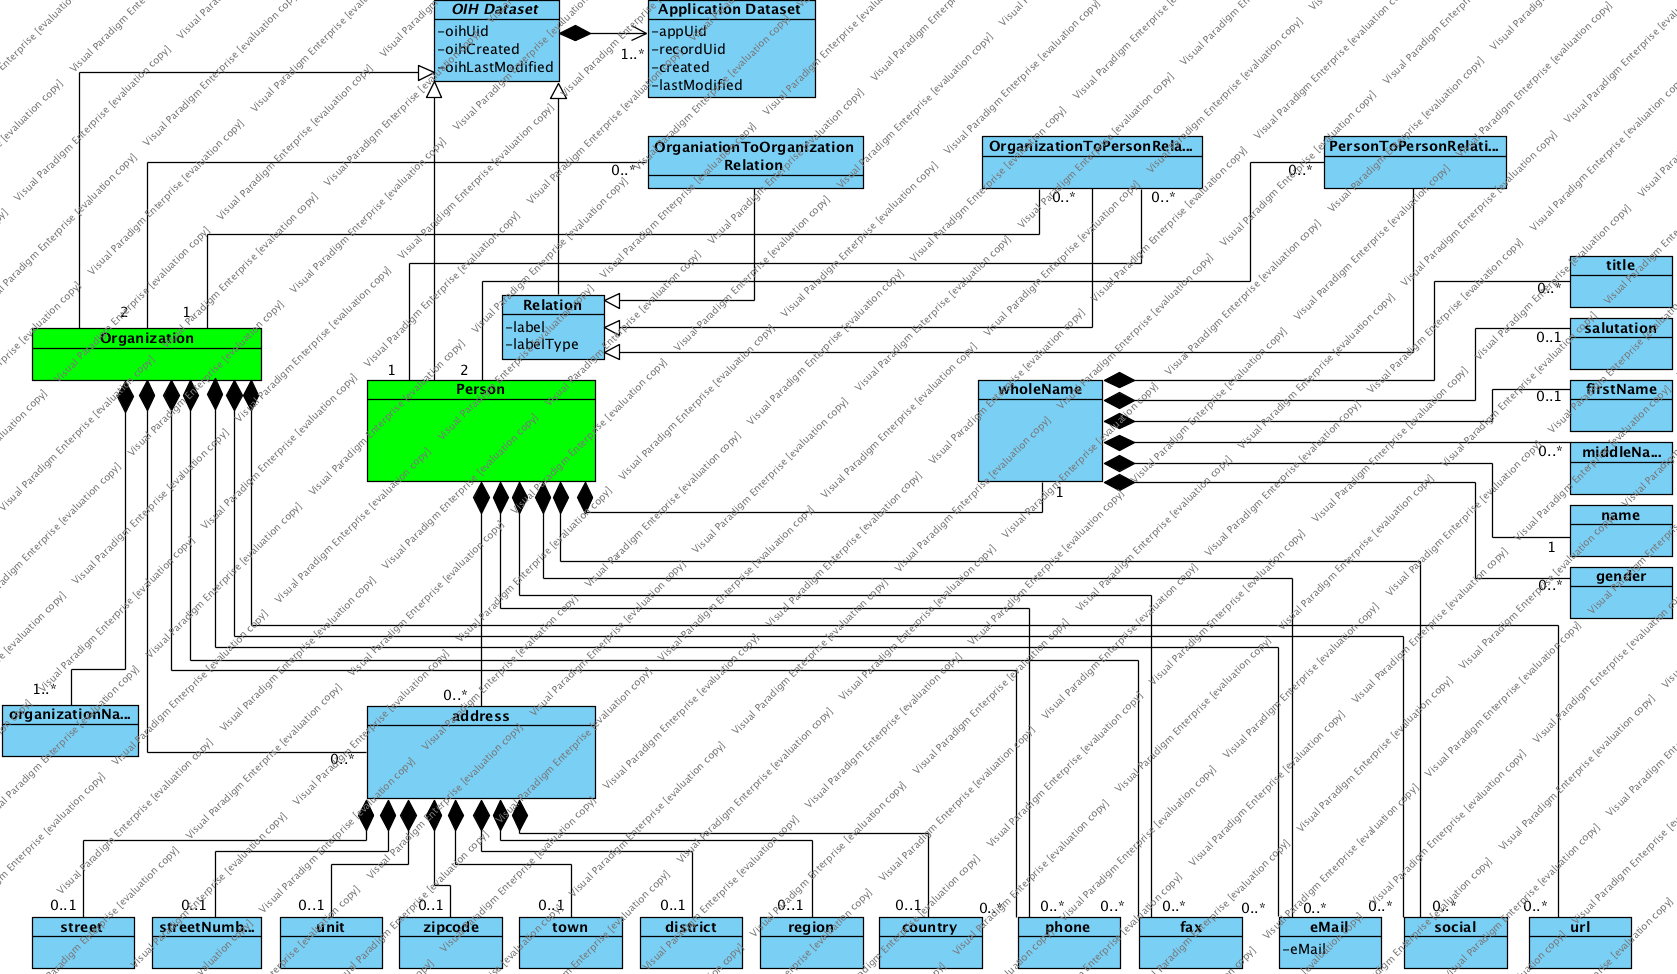 OIH Dataset
-oihUid
-oihCreated
-oihLastModified
1..*
Application Dataset
-appUid
-recordUid
-created
-lastModified
OrganiationToOrganization
Relation
0..*
OrganizationToPersonRela...
0..*
0..*
PersonToPersonRelati...
0..*
2
1
Organization
Relation
-label
-labelType
1
2
Person
wholeName
1
title
0..*
salutation
0..1
firstName
0..1
middleNa...
0..*
name
1
gender
0..*
1..*
organizationNa...
0..*
address
0..*
0..1
street
0..1
streetNumb...
0..1
unit
0..1
zipcode
0..1
town
0..1
district
0..1
region
0..1
country
0..*
0..*
phone
0..*
0..*
fax
0..*
0..*
eMail
-eMail
0..*
0..*
social
0..*
url
Visual Paradigm Enterprise [evaluation copy]